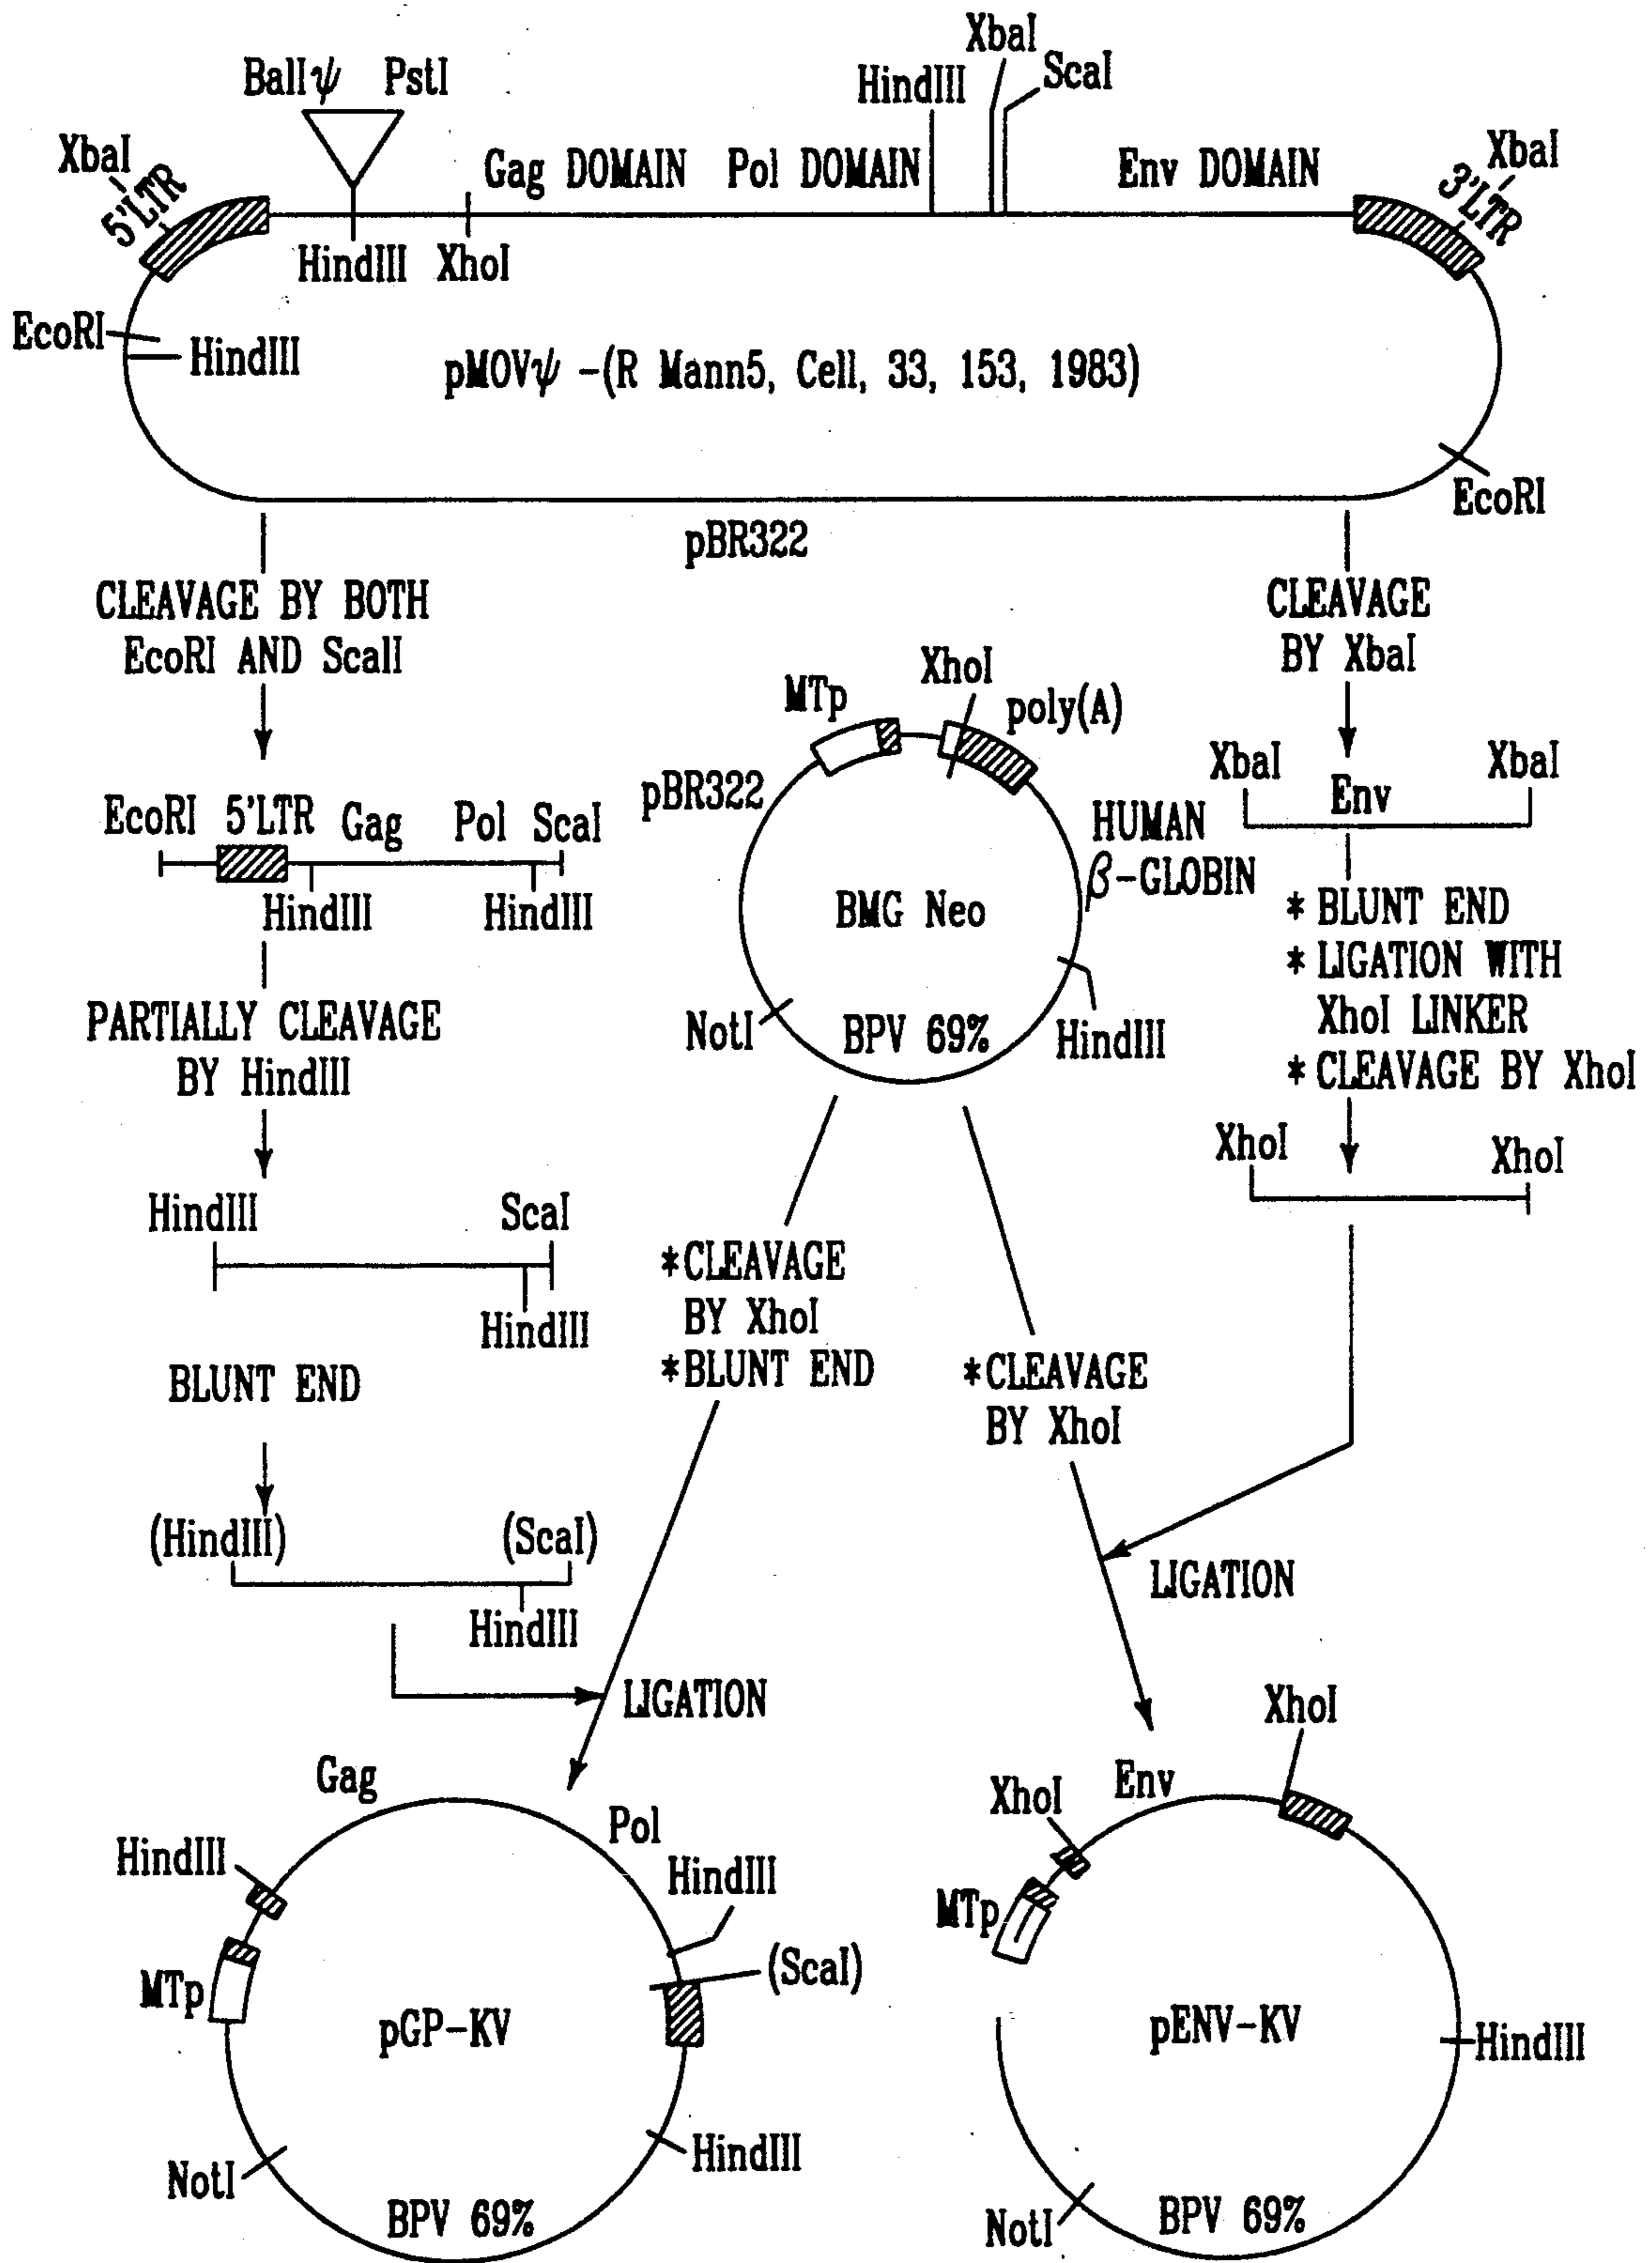 BalIψ PstI
XbaI
HindIII
ScaI
XbaI
5'LTR
Gag DOMAIN
Pol DOMAIN
Env DOMAIN
XbaI
3'LTR
HindIII
XhoI
EcoRI
HindIII
pMOVψ -(R Mann5, Cell, 33, 153, 1983)
EcoRI
pBR322
CLEAVAGE BY BOTH
EcoRI AND ScaII
CLEAVAGE
BY XbaI
EcoRI 5'LTR Gag Pol ScaI
HindIII
HindIII
PARTIALLY CLEAVAGE
BY HindIII
HindIII
ScaI
HindIII
BLUNT END
(HindIII)
(ScaI)
HindIII
MTp
XhoI
poly(A)
pBR322
HUMAN
β-GLOBIN
BMG Neo
NotI
BPV 69%
HindIII
XbaI
Env
XbaI
* BLUNT END
* LIGATION WITH
XhoI LINKER
* CLEAVAGE BY XhoI
XhoI
XhoI
*CLEAVAGE
BY XhoI
*BLUNT END
*CLEAVAGE
BY XhoI
LIGATION
LIGATION
Gag
Pol
HindIII
HindIII
MTp
(ScaI)
pGP-KV
HindIII
NotI
BPV 69%
XhoI
Env
XhoI
MTp
pENV-KV
HindIII
NotI
BPV 69%